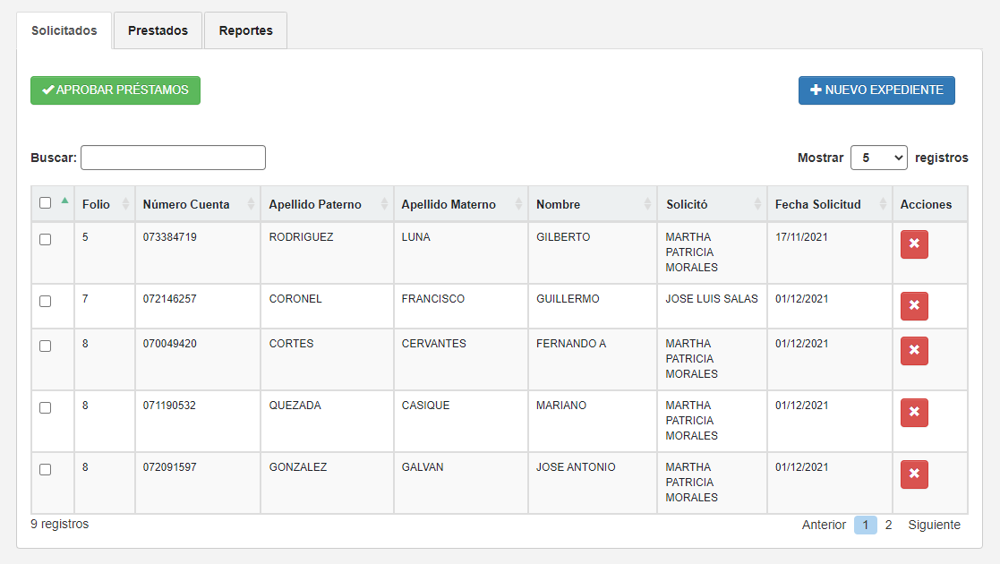 Solicitados Prestados Reportes
APROBAR PRÉSTAMOS NUEVO EXPEDIENTE
Buscar: Mostrar 5 registros
Folio Número Cuenta Apellido Paterno Apellido Materno Nombre Solicitó Fecha Solicitud Acciones
5 073384719 RODRIGUEZ LUNA GILBERTO MARTHA 17/11/2021
PATRICIA
MORALES
7 072146257 CORONEL FRANCISCO GUILLERMO JOSE LUIS SALAS 01/12/2021
8 070049420 CORTES CERVANTES FERNANDO A MARTHA 01/12/2021
PATRICIA
MORALES
8 071190532 QUEZADA CASIQUE MARIANO MARTHA 01/12/2021
PATRICIA
MORALES
8 072091597 GONZALEZ GALVAN JOSE ANTONIO MARTHA 01/12/2021
PATRICIA
MORALES
9 registros Anterior 1 2 Siguiente